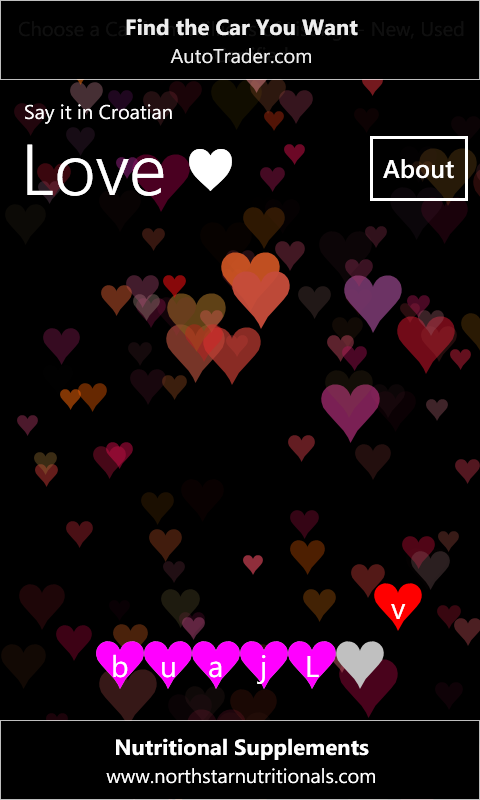 Choose a Car
New, Used
Find the Car You Want
AutoTrader.com
Say it in Croatian
Love
About
v
b u a j L
Nutritional Supplements
www.northstarnutritionals.com